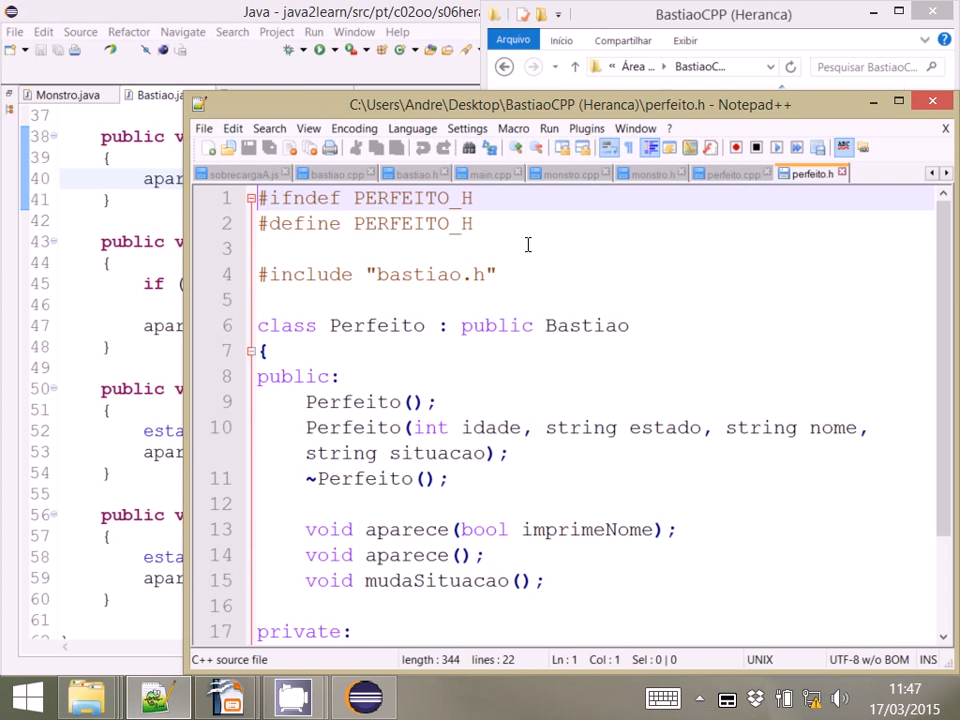 Java - java2learn/src/pt/c02oo/s06hera
File Edit Source Refactor Navigate Search Project Run Window Help
BastiaoCPP (Heranca)
Arquivo Início Compartilhar Exibir
« Área ... BastiaoC...
Pesquisar BastiaoC...
Monstro.java
Bastiao.ja
37
38 public v
39 {
40 apar
41 }
42
43 public v
44 {
45 if (
46
47 apar
48 }
49
50 public v
51 {
52 esta
53 apar
54 }
55
56 public v
57 {
58 esta
59 apar
60 }
61
C:\Users\Andre\Desktop\BastiaoCPP (Heranca)\perfeito.h - Notepad++
File Edit Search View Encoding Language Settings Macro Run Plugins Window ? X
sobrecargaA.js bastiao.cpp bastiao.h main.cpp monstro.cpp monstro.h perfeito.cpp perfeito.h
1 #ifndef PERFEITO_H
2 #define PERFEITO_H
3
4 #include "bastiao.h"
5
6 class Perfeito : public Bastiao
7 {
8 public:
9 Perfeito();
10 Perfeito(int idade, string estado, string nome,
string situacao);
11 ~Perfeito();
12
13 void aparece(bool imprimeNome);
14 void aparece();
15 void mudaSituacao();
16
17 private:
C++ source file length : 344 lines : 22 Ln : 1 Col : 1 Sel : 0 | 0 UNIX UTF-8 w/o BOM INS
11:47
17/03/2015